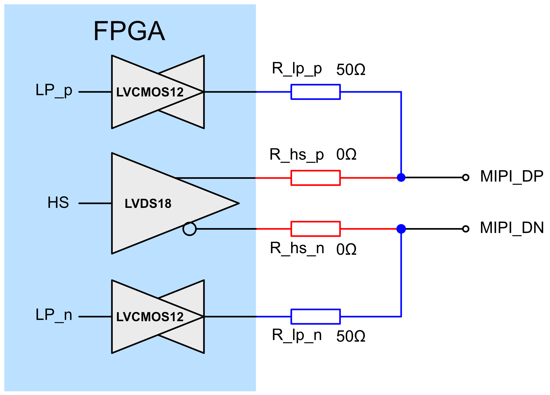 FPGA
LP_p
LVCMOS12
R_lp_p 50Ω
R_hs_p 0Ω
MIPI_DP
HS
LVDS18
MIPI_DN
R_hs_n 0Ω
LP_n
LVCMOS12
R_lp_n 50Ω